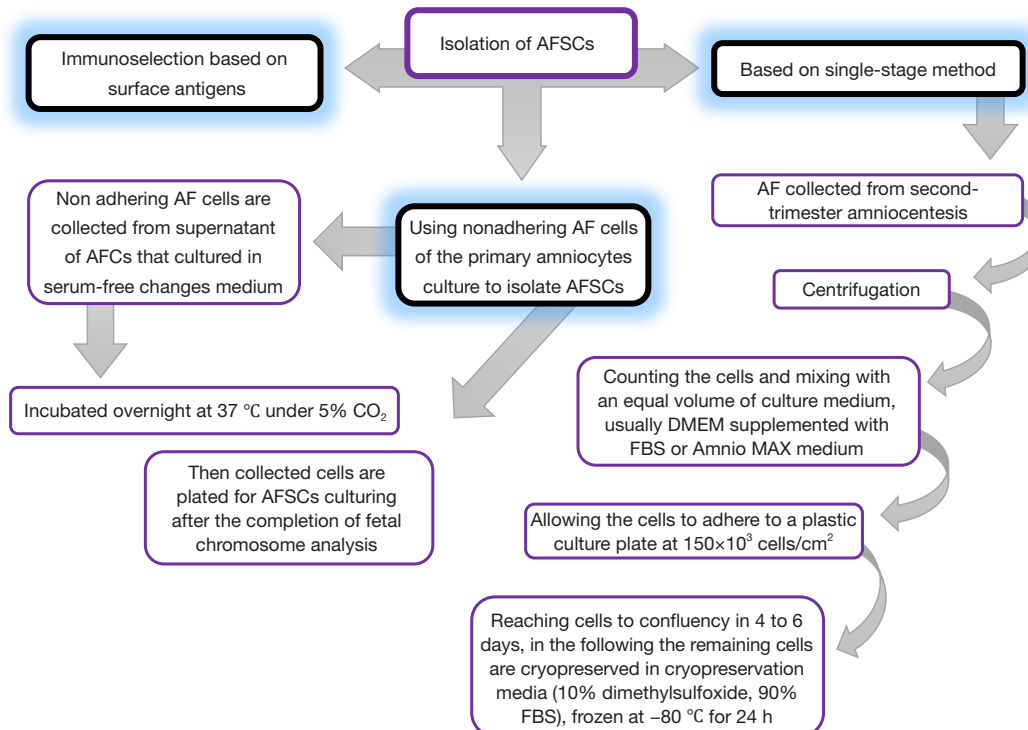 Isolation of AFSCs
Immunoselection based on
surface antigens
Based on single-stage method
Non adhering AF cells are
collected from supernatant
of AFCs that cultured in
serum-free changes medium
Using nonadhering AF cells
of the primary amniocytes
culture to isolate AFSCs
AF collected from second-
trimester amniocentesis
Centrifugation
Incubated overnight at 37 ℃ under 5% CO₂
Counting the cells and mixing with
an equal volume of culture medium,
usually DMEM supplemented with
FBS or Amnio MAX medium
Then collected cells are
plated for AFSCs culturing
after the completion of fetal
chromosome analysis
Allowing the cells to adhere to a plastic
culture plate at 150×10³ cells/cm²
Reaching cells to confluency in 4 to 6
days, in the following the remaining cells
are cryopreserved in cryopreservation
media (10% dimethylsulfoxide, 90%
FBS), frozen at −80 ℃ for 24 h